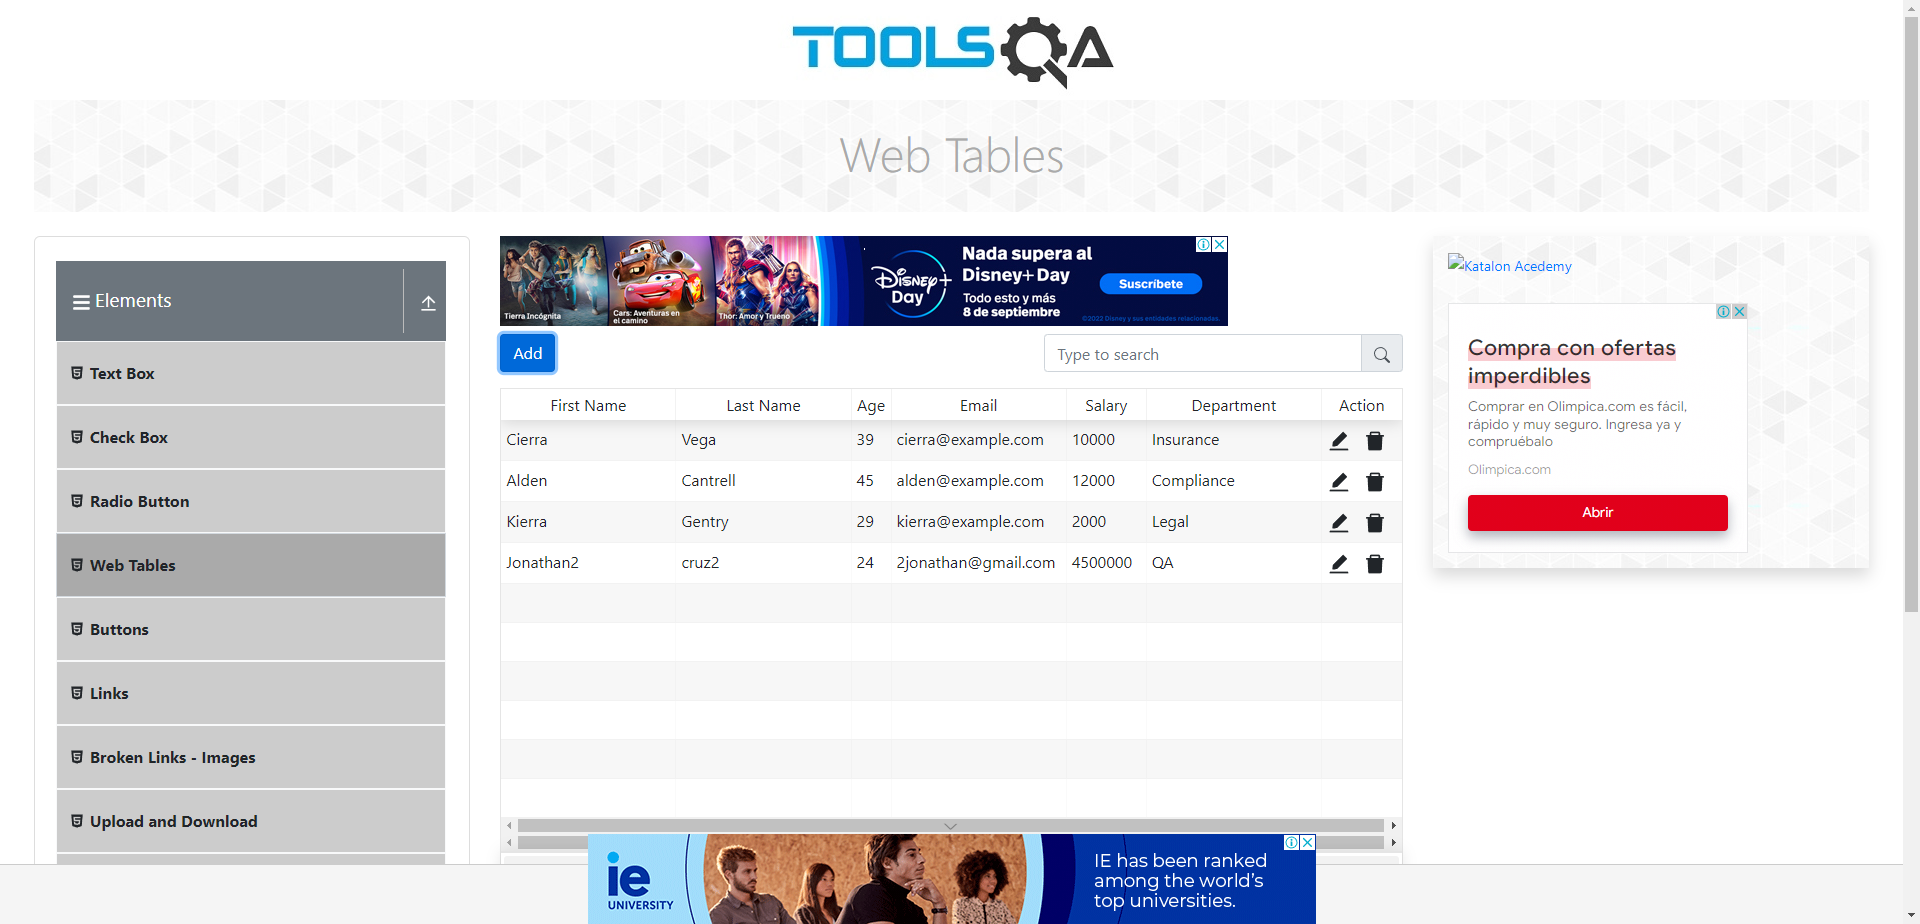 TOOLSQA
Web Tables
Elements
Text Box
Check Box
Radio Button
Web Tables
Buttons
Links
Broken Links - Images
Upload and Download
Tierra Incógnita
Cars: Aventuras en
el camino
Thor: Amor y Trueno
Disney+
Day
Nada supera al
Disney+ Day
Todo esto y más
8 de septiembre
Suscríbete
©2022 Disney y sus entidades relacionadas.
Add
Type to search
First Name Last Name Age Email Salary Department Action
Cierra Vega 39 cierra@example.com 10000 Insurance
Alden Cantrell 45 alden@example.com 12000 Compliance
Kierra Gentry 29 kierra@example.com 2000 Legal
Jonathan2 cruz2 24 2jonathan@gmail.com 4500000 QA
Katalon Acedemy
Compra con ofertas
imperdibles
Comprar en Olimpica.com es fácil,
rápido y muy seguro. Ingresa ya y
compruébalo
Olimpica.com
Abrir
ie
UNIVERSITY
IE has been ranked
among the world's
top universities.